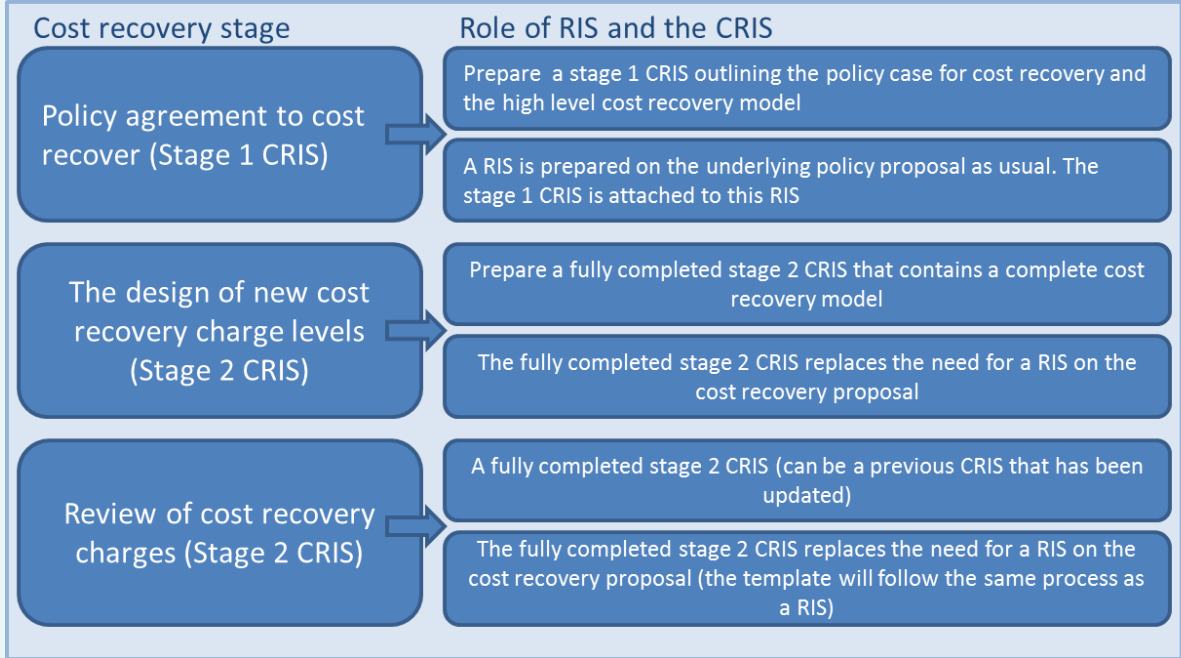 Cost recovery stage
Role of RIS and the CRIS
Policy agreement to cost
recover (Stage 1 CRIS)
Prepare a stage 1 CRIS outlining the policy case for cost recovery and
the high level cost recovery model
A RIS is prepared on the underlying policy proposal as usual. The
stage 1 CRIS is attached to this RIS
The design of new cost
recovery charge levels
(Stage 2 CRIS)
Prepare a fully completed stage 2 CRIS that contains a complete cost
recovery model
The fully completed stage 2 CRIS replaces the need for a RIS on the
cost recovery proposal
Review of cost recovery
charges (Stage 2 CRIS)
A fully completed stage 2 CRIS (can be a previous CRIS that has been
updated)
The fully completed stage 2 CRIS replaces the need for a RIS on the
cost recovery proposal (the template will follow the same process as
a RIS)